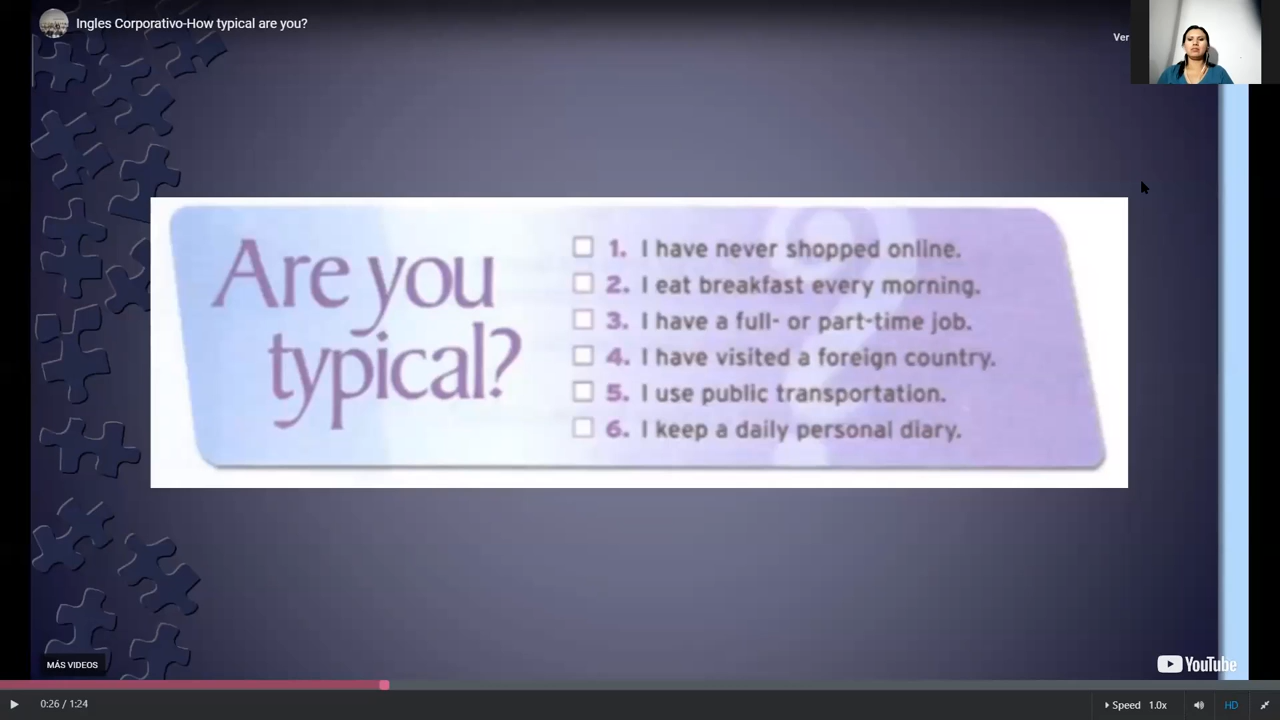 Ingles Corporativo-How typical are you?
Ver
Are you
typical?
1. I have never shopped online.
2. I eat breakfast every morning.
3. I have a full- or part-time job.
4. I have visited a foreign country.
5. I use public transportation.
6. I keep a daily personal diary.
MÁS VIDEOS
YouTube
0:26 / 1:24
Speed 1.0x
HD